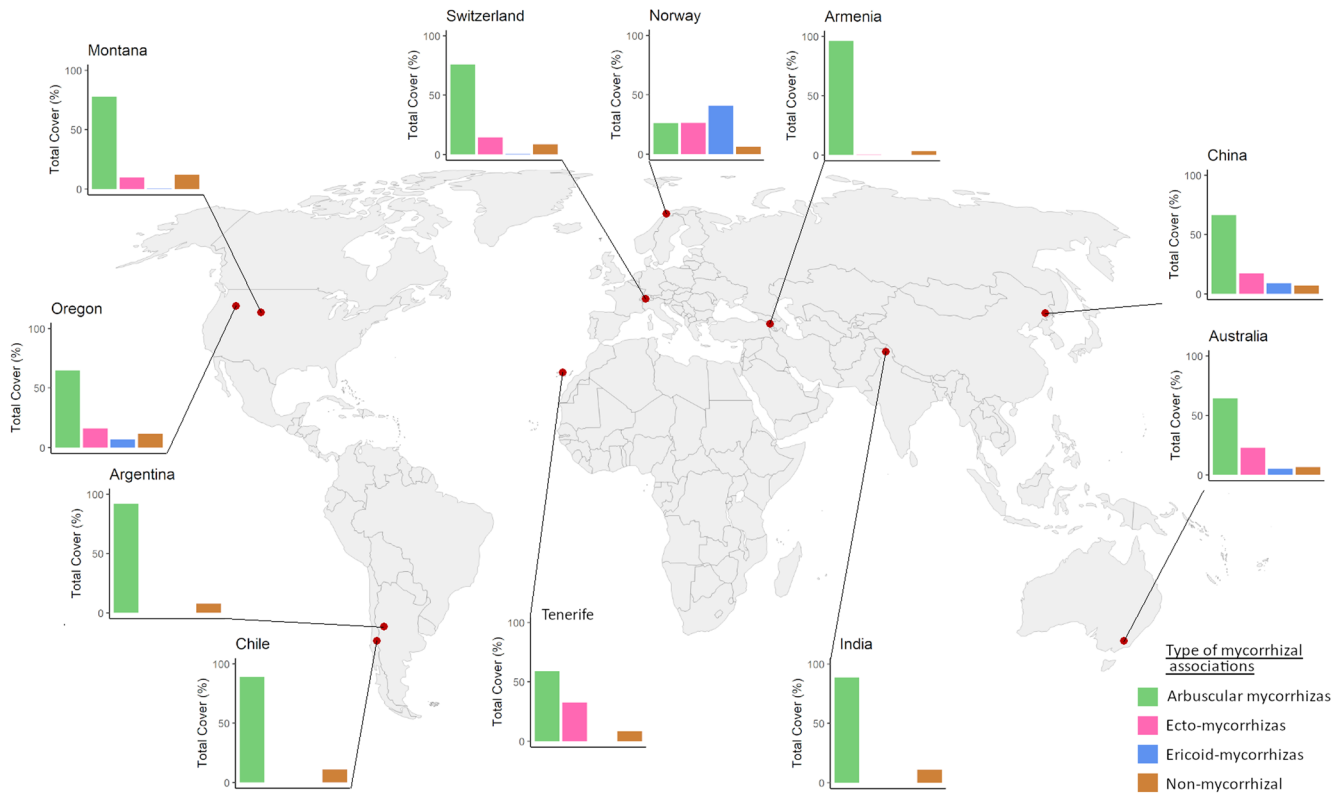 Switzerland
Total Cover (%)
100
50
0
Norway
Total Cover (%)
100
50
0
Armenia
Total Cover (%)
100
50
0
Montana
Total Cover (%)
100
50
0
China
Total Cover (%)
100
50
0
Oregon
Total Cover (%)
100
50
0
Australia
Total Cover (%)
100
50
0
Argentina
Total Cover (%)
100
50
0
Chile
Total Cover (%)
100
50
0
Tenerife
Total Cover (%)
100
50
0
India
Total Cover (%)
100
50
0
Type of mycorrhizal
associations
Arbuscular mycorrhizas
Ecto-mycorrhizas
Ericoid-mycorrhizas
Non-mycorrhizal